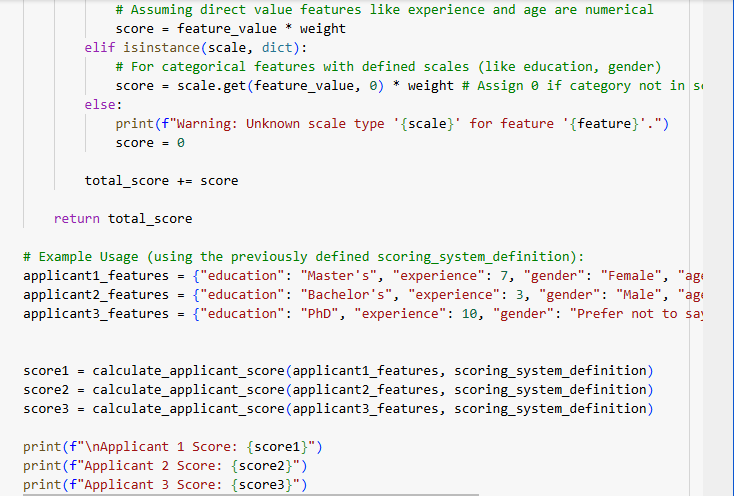 # Assuming direct value features like experience and age are numerical
score = feature_value * weight
elif isinstance(scale, dict):
# For categorical features with defined scales (like education, gender)
score = scale.get(feature_value, 0) * weight # Assign 0 if category not in
else:
print(f"Warning: Unknown scale type '{scale}' for feature '{feature}'.")
score = 0
total_score += score
return total_score
# Example Usage (using the previously defined scoring_system_definition):
applicant1_features = {"education": "Master's", "experience": 7, "gender": "Female", "age
applicant2_features = {"education": "Bachelor's", "experience": 3, "gender": "Male", "age
applicant3_features = {"education": "PhD", "experience": 10, "gender": "Prefer not to say
score1 = calculate_applicant_score(applicant1_features, scoring_system_definition)
score2 = calculate_applicant_score(applicant2_features, scoring_system_definition)
score3 = calculate_applicant_score(applicant3_features, scoring_system_definition)
print(f"\nApplicant 1 Score: {score1}")
print(f"Applicant 2 Score: {score2}")
print(f"Applicant 3 Score: {score3}")